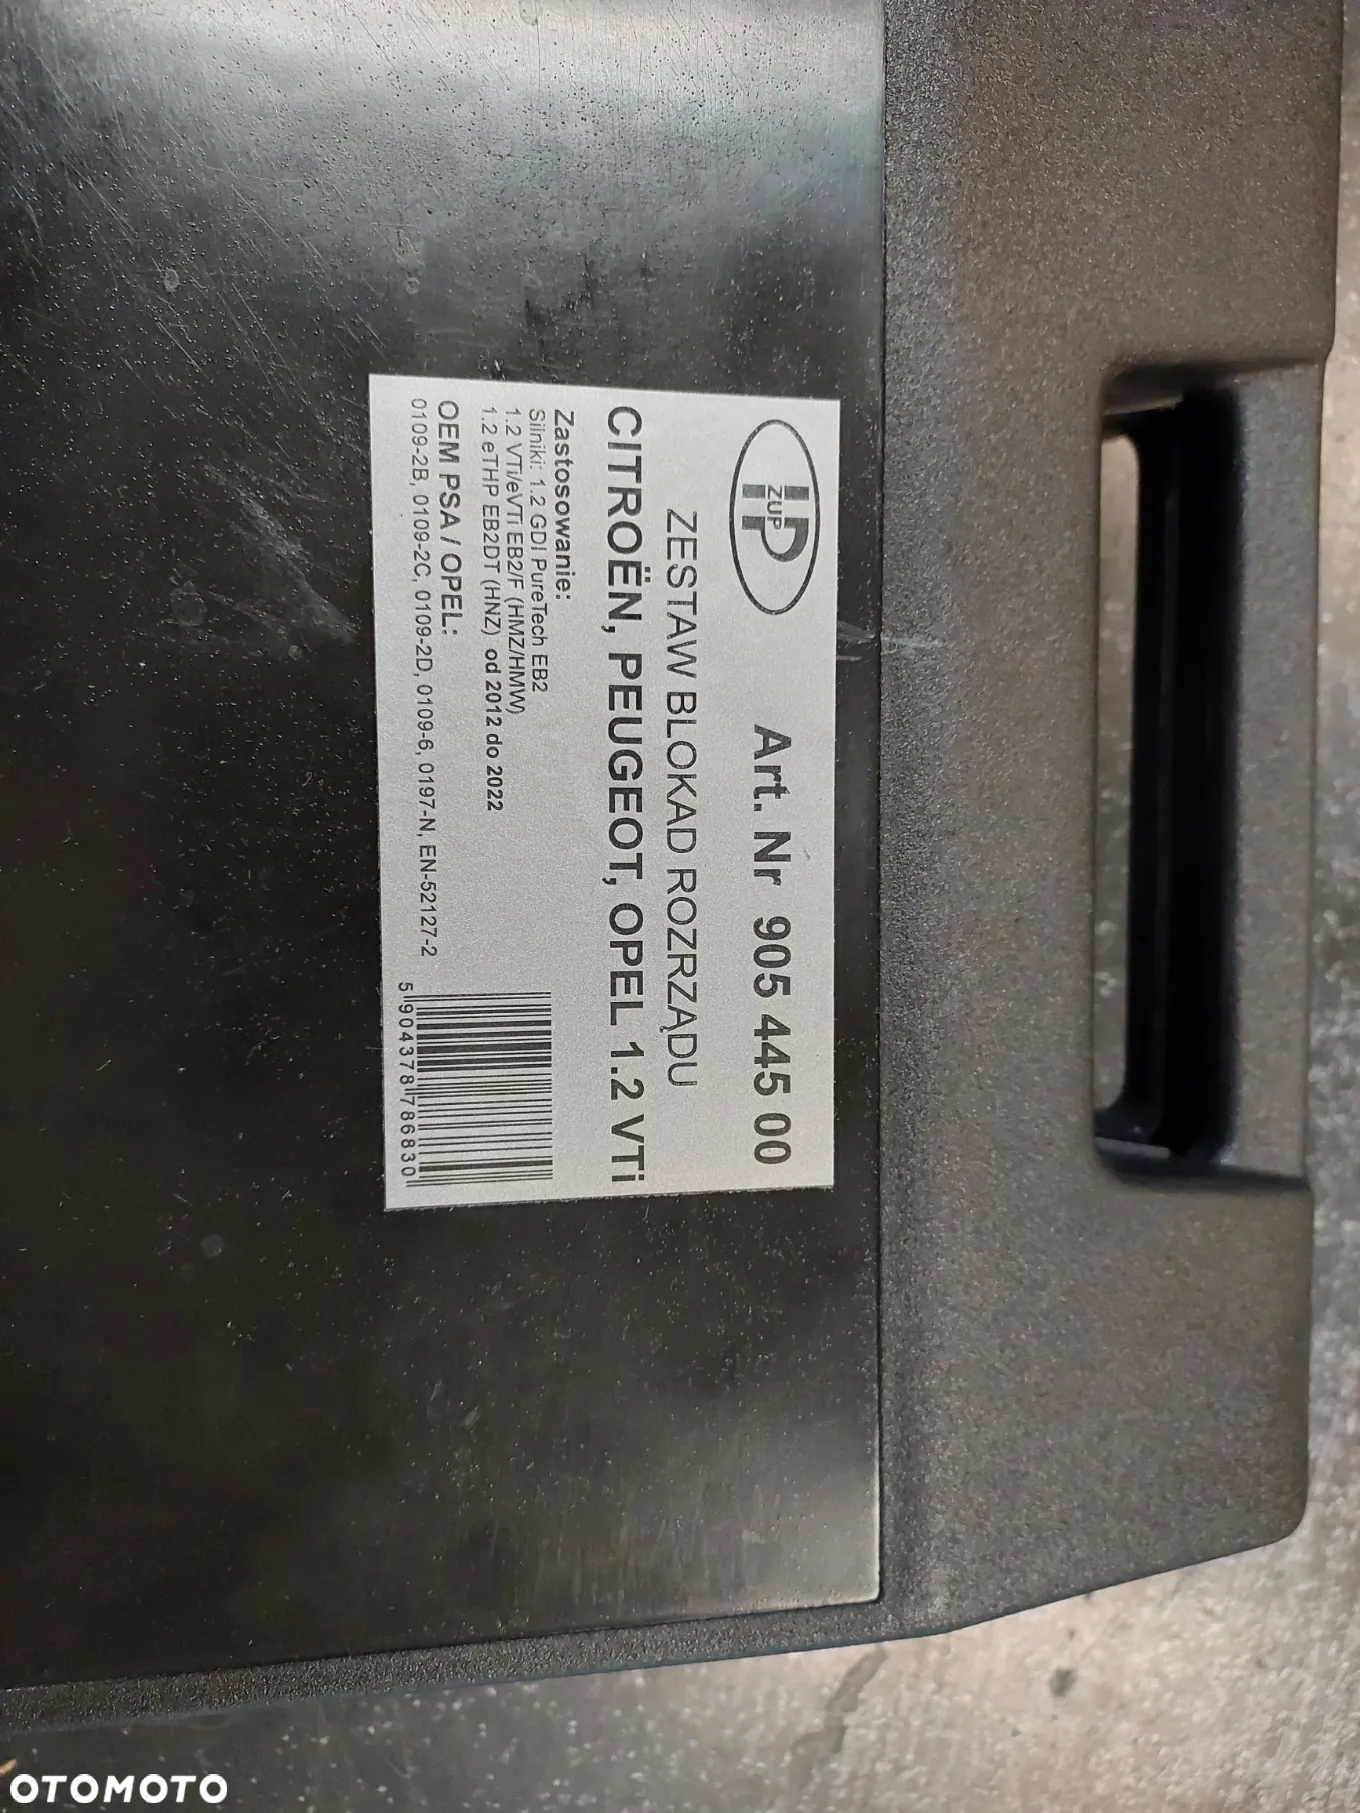 HP
ZUP
Art. Nr 905 445 00
ZESTAW BLOKAD ROZRZĄDU
CITROËN, PEUGEOT, OPEL 1.2 VTi
Zastosowanie:
Silniki: 1.2 GDI PureTech EB2
1.2 VTi/eVTi EB2/F (HMZ/HMW)
1.2 eTHP EB2DT (HNZ) od 2012 do 2022
OEM PSA / OPEL:
0109-2B, 0109-2C, 0109-2D, 0109-6, 0197-N, EN-52127-2
5 904378 786830
OTOMOTO